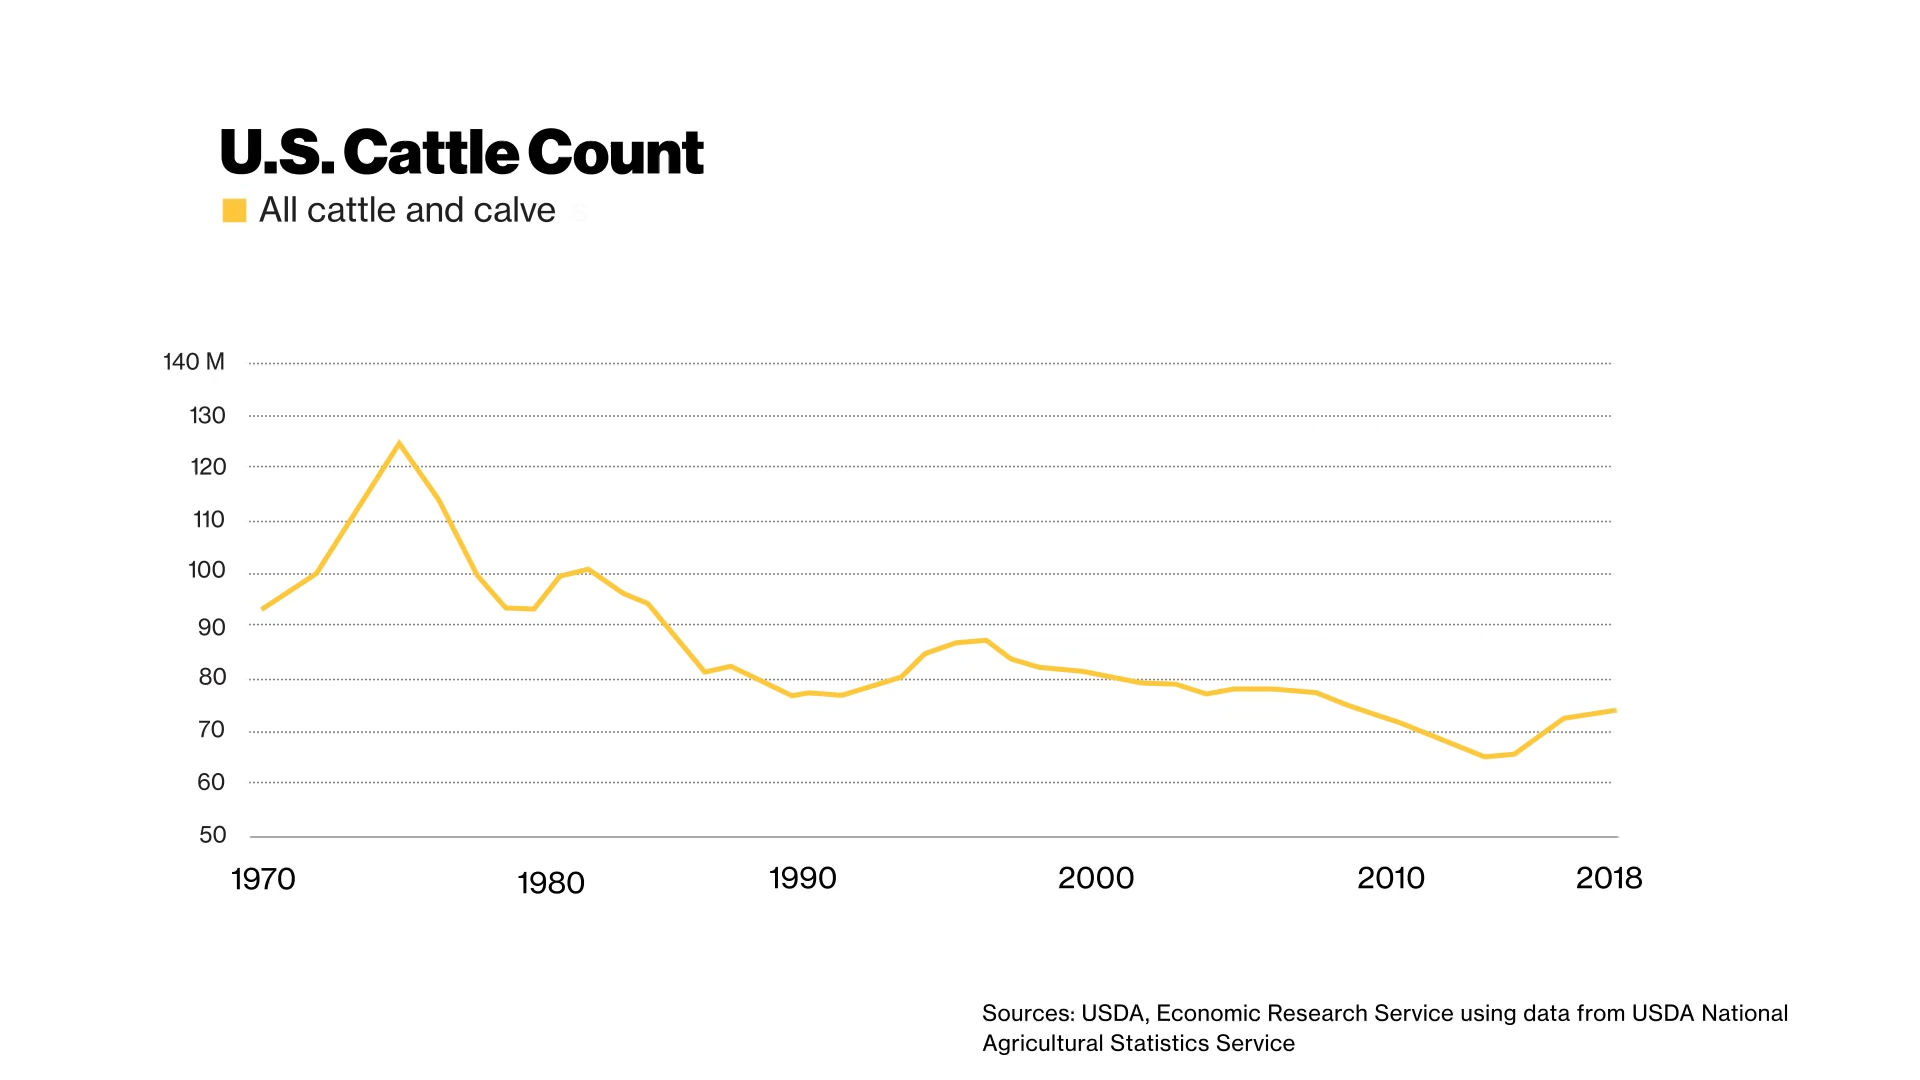 U.S. Cattle Count
All cattle and calves
140 M
130
120
110
100
90
80
70
60
50
1970 1980 1990 2000 2010 2018
Sources: USDA, Economic Research Service using data from USDA National
Agricultural Statistics Service